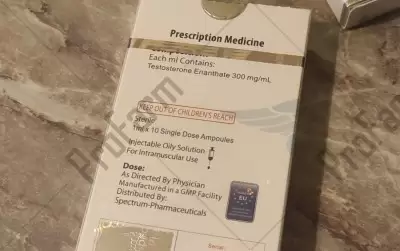 Prescription Medicine
Each ml Contains:
Testosterone Enanthate 300 mg/mL
KEEP OUT OF CHILDREN'S REACH!
Sterile
1ml x 10 Single Dose Ampoules
Injectable Oily Solution
For Intramuscular Use
Dose:
As Directed By Physician
Manufactured in a GMP Facility
Distributed By:
Spectrum-Pharmaceuticals
EU